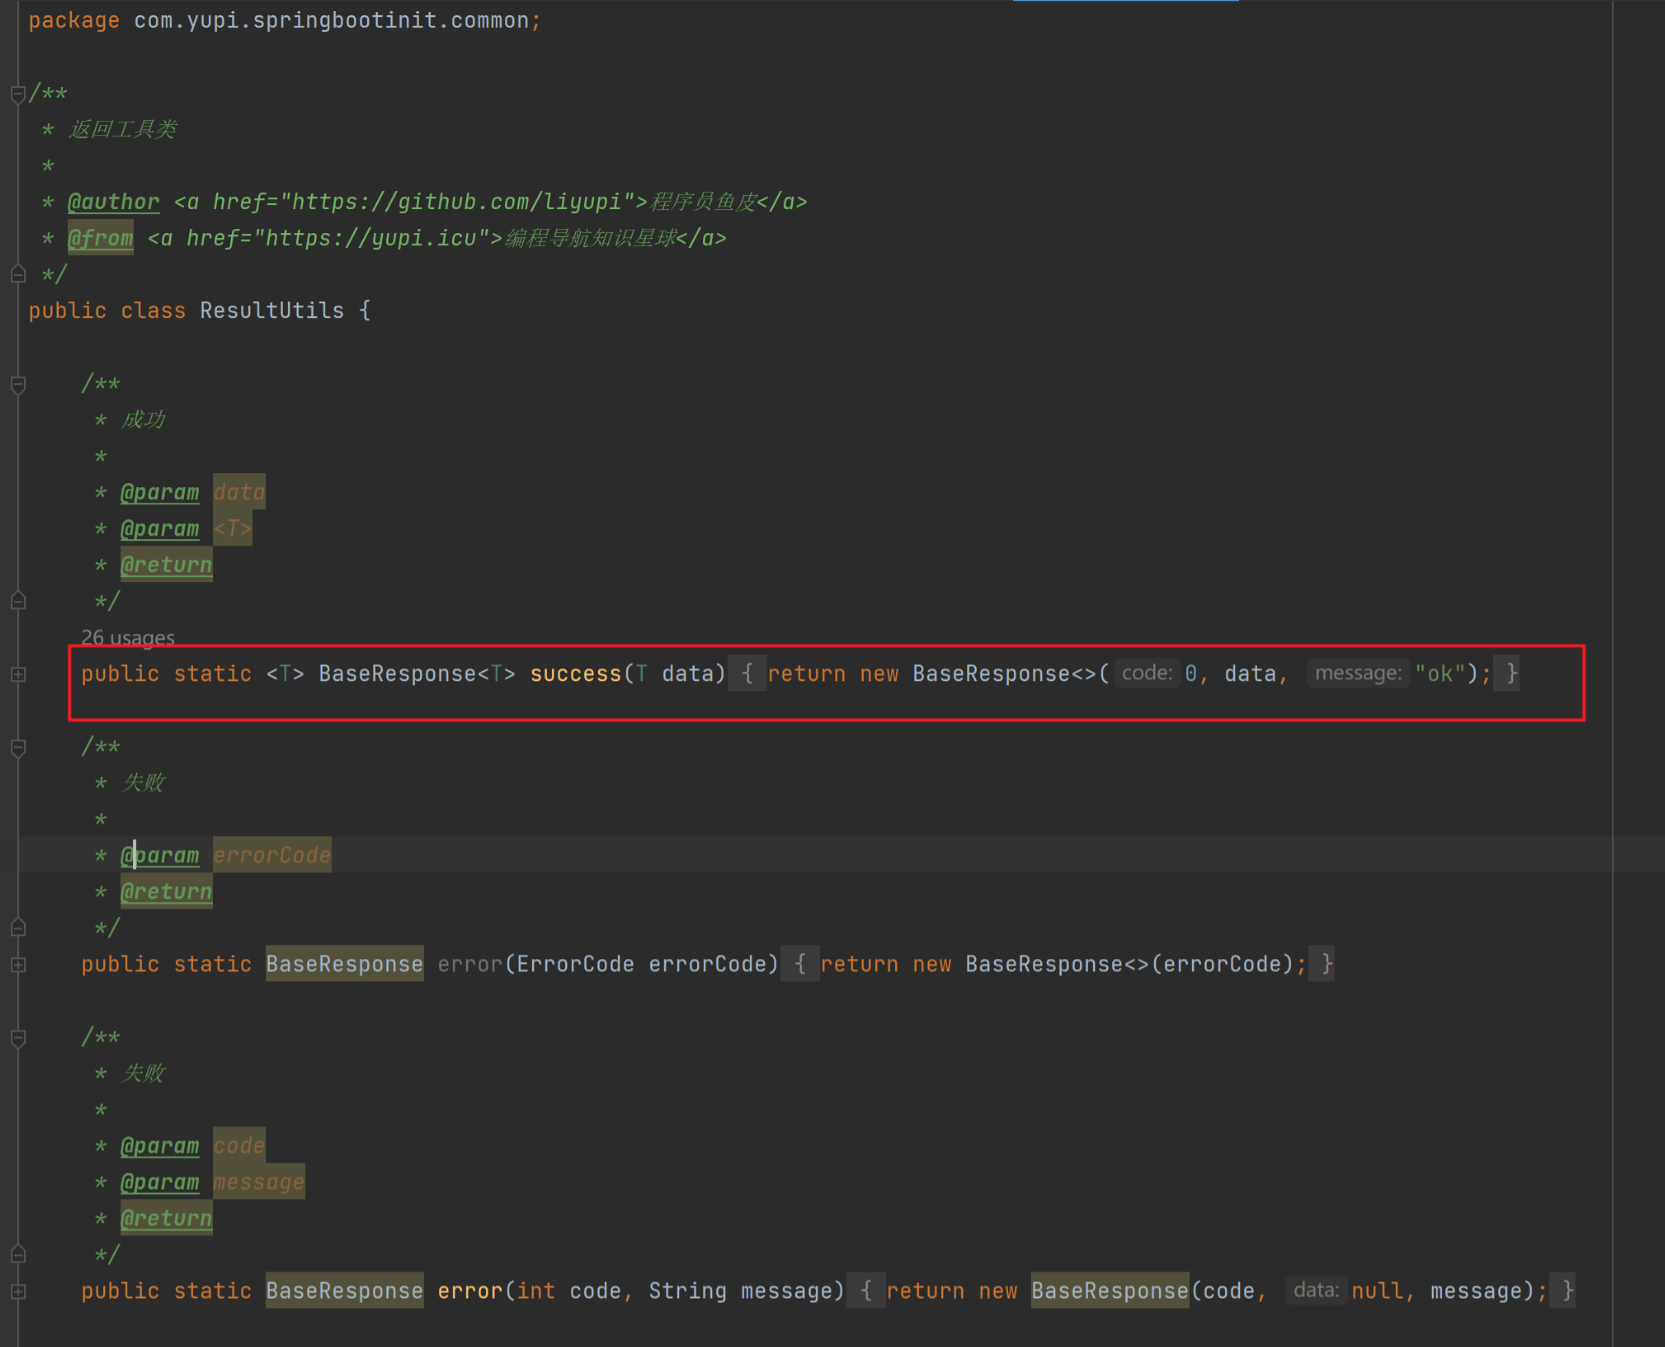 package com.yupi.springbootinit.common;
/**
* 返回工具类
*
* @author <a href="https://github.com/liyupi">程序员鱼皮</a>
* @from <a href="https://yupi.icu">编程导航知识星球</a>
*/
public class ResultUtils {
/**
* 成功
*
* @param data
* @param <T>
* @return
*/
26 usages
public static <T> BaseResponse<T> success(T data) { return new BaseResponse<>( code: 0, data, message: "ok"); }
/**
* 失败
*
* @param errorCode
* @return
*/
public static BaseResponse error(ErrorCode errorCode) { return new BaseResponse<>(errorCode); }
/**
* 失败
*
* @param code
* @param message
* @return
*/
public static BaseResponse error(int code, String message) { return new BaseResponse(code, data: null, message); }